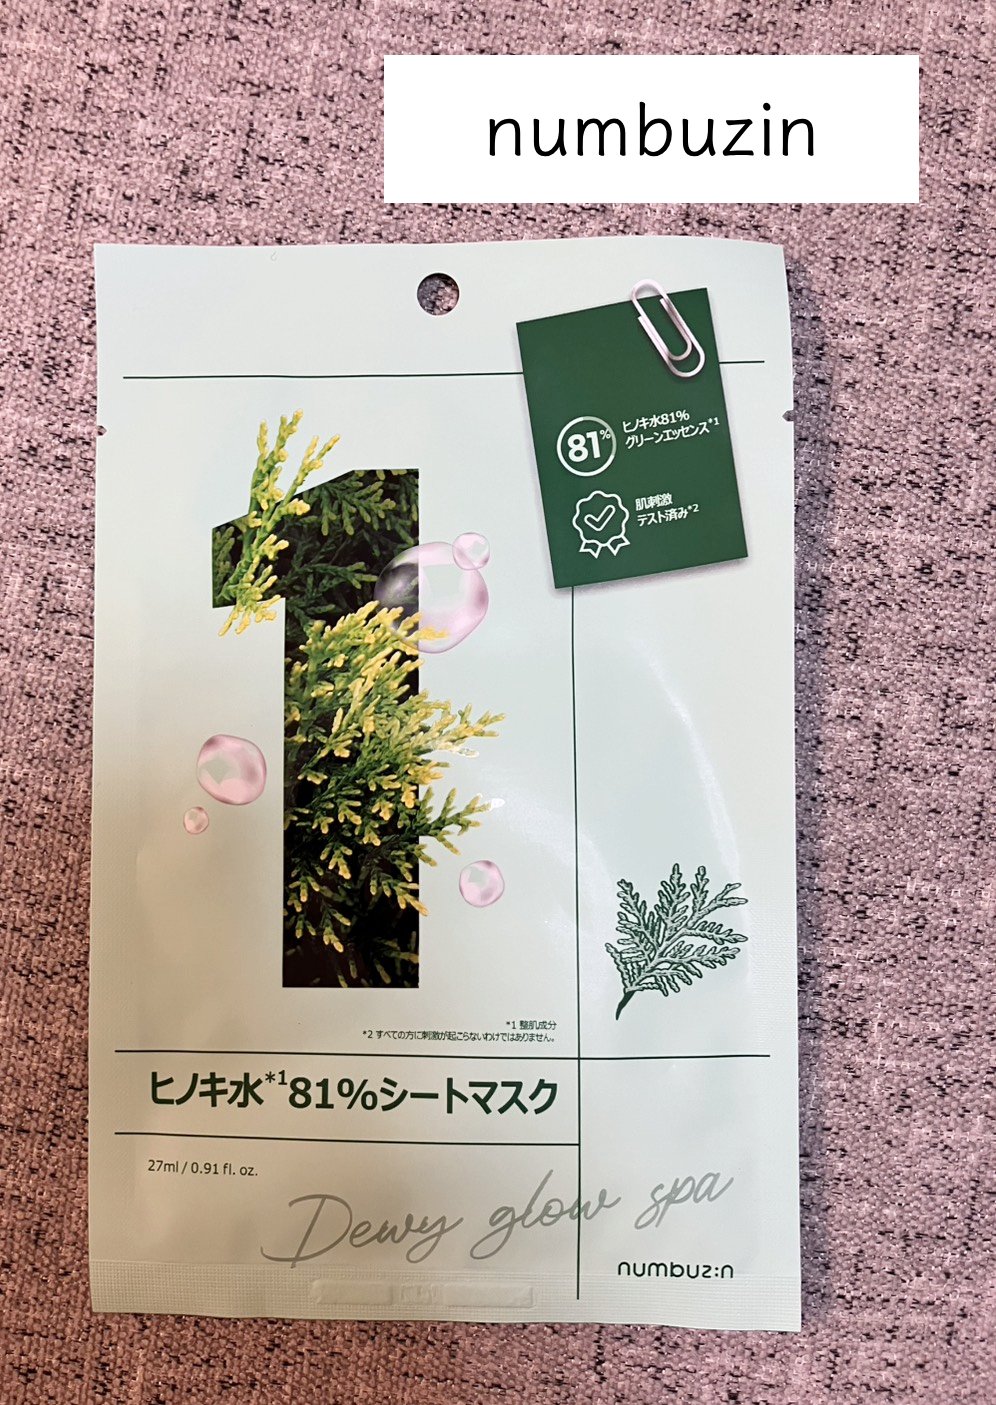 numbuzin
81%
ヒノキ水81%
グリーンエッセンス*1
肌刺激
テスト済み*2
1
*1 整肌成分
*2 すべての方に刺激が起こらないわけではありません。
ヒノキ水*181%シートマスク
27ml / 0.91 fl. oz.
Dewy glow spa
numbuz:n